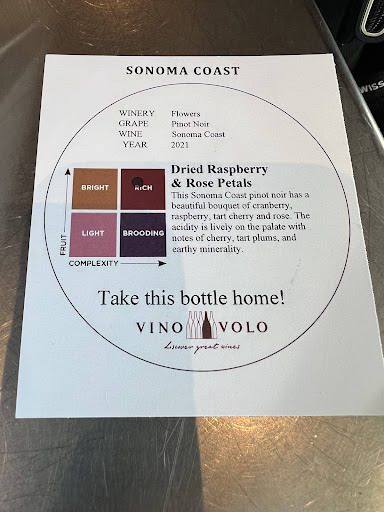 SONOMA COAST
WINERY Flowers
GRAPE Pinot Noir
WINE Sonoma Coast
YEAR 2021
BRIGHT RICH
LIGHT BROODING
FRUIT
COMPLEXITY
Dried Raspberry
& Rose Petals
This Sonoma Coast pinot noir has a
beautiful bouquet of cranberry,
raspberry, tart cherry and rose. The
acidity is lively on the palate with
notes of cherry, tart plums, and
earthy minerality.
Take this bottle home!
VINO VOLO
discover great wines
WISS